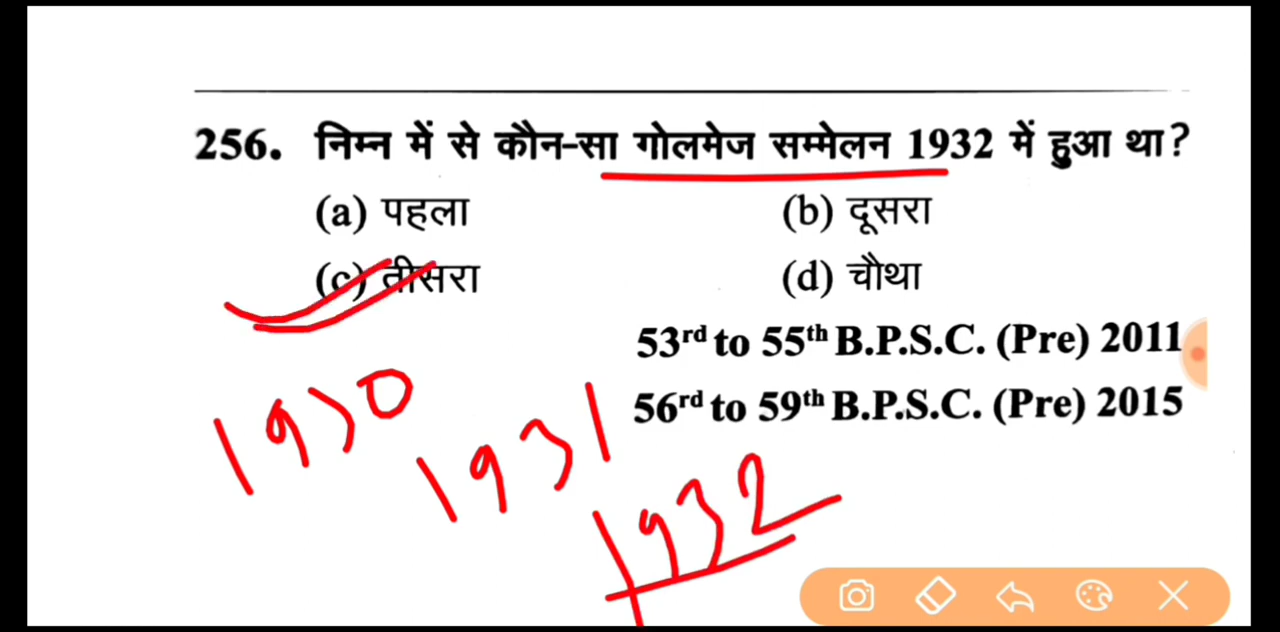 256. निम्न में से कौन-सा गोलमेज सम्मेलन 1932 में हुआ था?
(a) पहला (b) दूसरा
(c) तीसरा (d) चौथा
53rd to 55th B.P.S.C. (Pre) 2011
56rd to 59th B.P.S.C. (Pre) 2015
1930
1931
1932